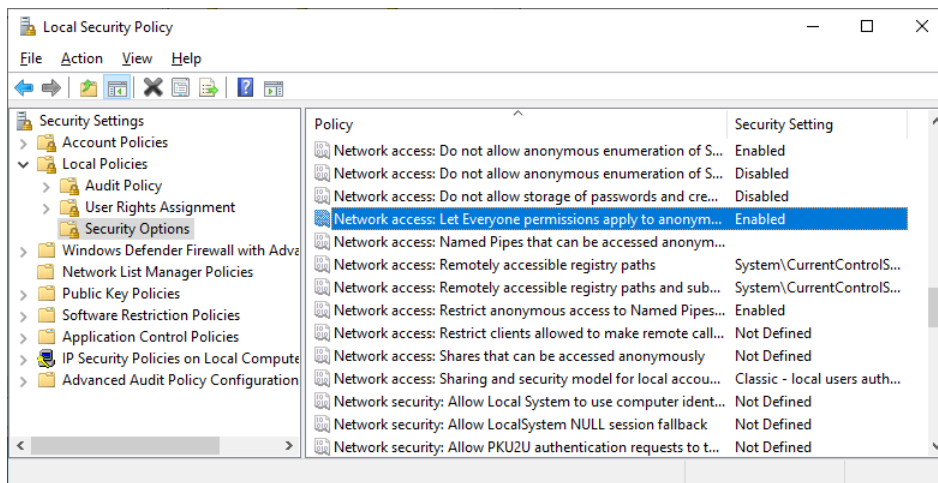 Local Security Policy
File Action View Help
Security Settings
Account Policies
Local Policies
Audit Policy
User Rights Assignment
Security Options
Windows Defender Firewall with Adva
Network List Manager Policies
Public Key Policies
Software Restriction Policies
Application Control Policies
IP Security Policies on Local Compute
Advanced Audit Policy Configuration
Policy Security Setting
Network access: Do not allow anonymous enumeration of S... Enabled
Network access: Do not allow anonymous enumeration of S... Disabled
Network access: Do not allow storage of passwords and cre... Disabled
Network access: Let Everyone permissions apply to anonym... Enabled
Network access: Named Pipes that can be accessed anonym...
Network access: Remotely accessible registry paths System\CurrentControlS...
Network access: Remotely accessible registry paths and sub... System\CurrentControlS...
Network access: Restrict anonymous access to Named Pipes... Enabled
Network access: Restrict clients allowed to make remote call... Not Defined
Network access: Shares that can be accessed anonymously Not Defined
Network access: Sharing and security model for local accou... Classic - local users auth...
Network security: Allow Local System to use computer ident... Not Defined
Network security: Allow LocalSystem NULL session fallback Not Defined
Network security: Allow PKU2U authentication requests to t... Not Defined